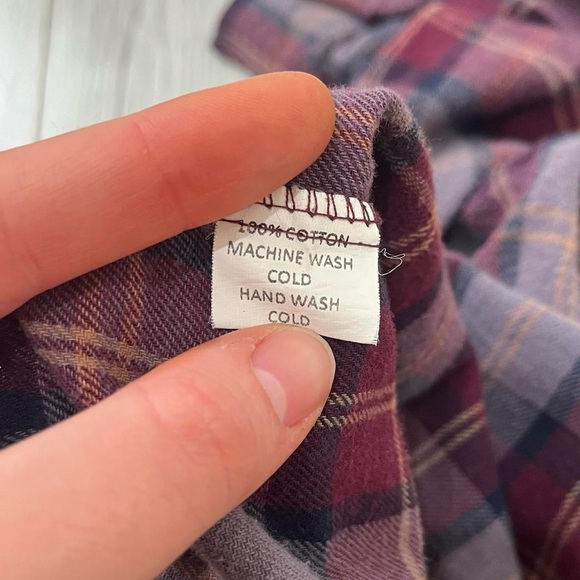 100% COTTON
MACHINE WASH
COLD
HAND WASH
COLD